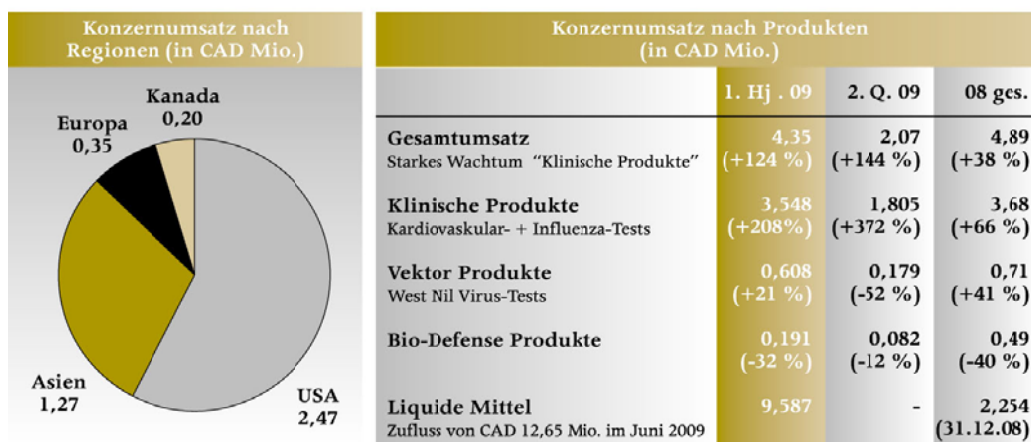 Konzernumsatz nach
Regionen (in CAD Mio.)
Kanada
0,20
Europa
0,35
Asien
1,27
USA
2,47
Konzernumsatz nach Produkten
(in CAD Mio.)
1. Hj . 09 2. Q. 09 08 ges.
Gesamtumsatz 4,35 2,07 4,89
Starkes Wachtum "Klinische Produkte" (+124 %) (+144 %) (+38 %)
Klinische Produkte 3,548 1,805 3,68
Kardiovaskular- + Influenza-Tests (+208%) (+372 %) (+66 %)
Vektor Produkte 0,608 0,179 0,71
West Nil Virus-Tests (+21 %) (-52 %) (+41 %)
Bio-Defense Produkte 0,191 0,082 0,49
(-32 %) (-12 %) (-40 %)
Liquide Mittel 9,587 - 2,254
Zufluss von CAD 12,65 Mio. im Juni 2009 (31.12.08)